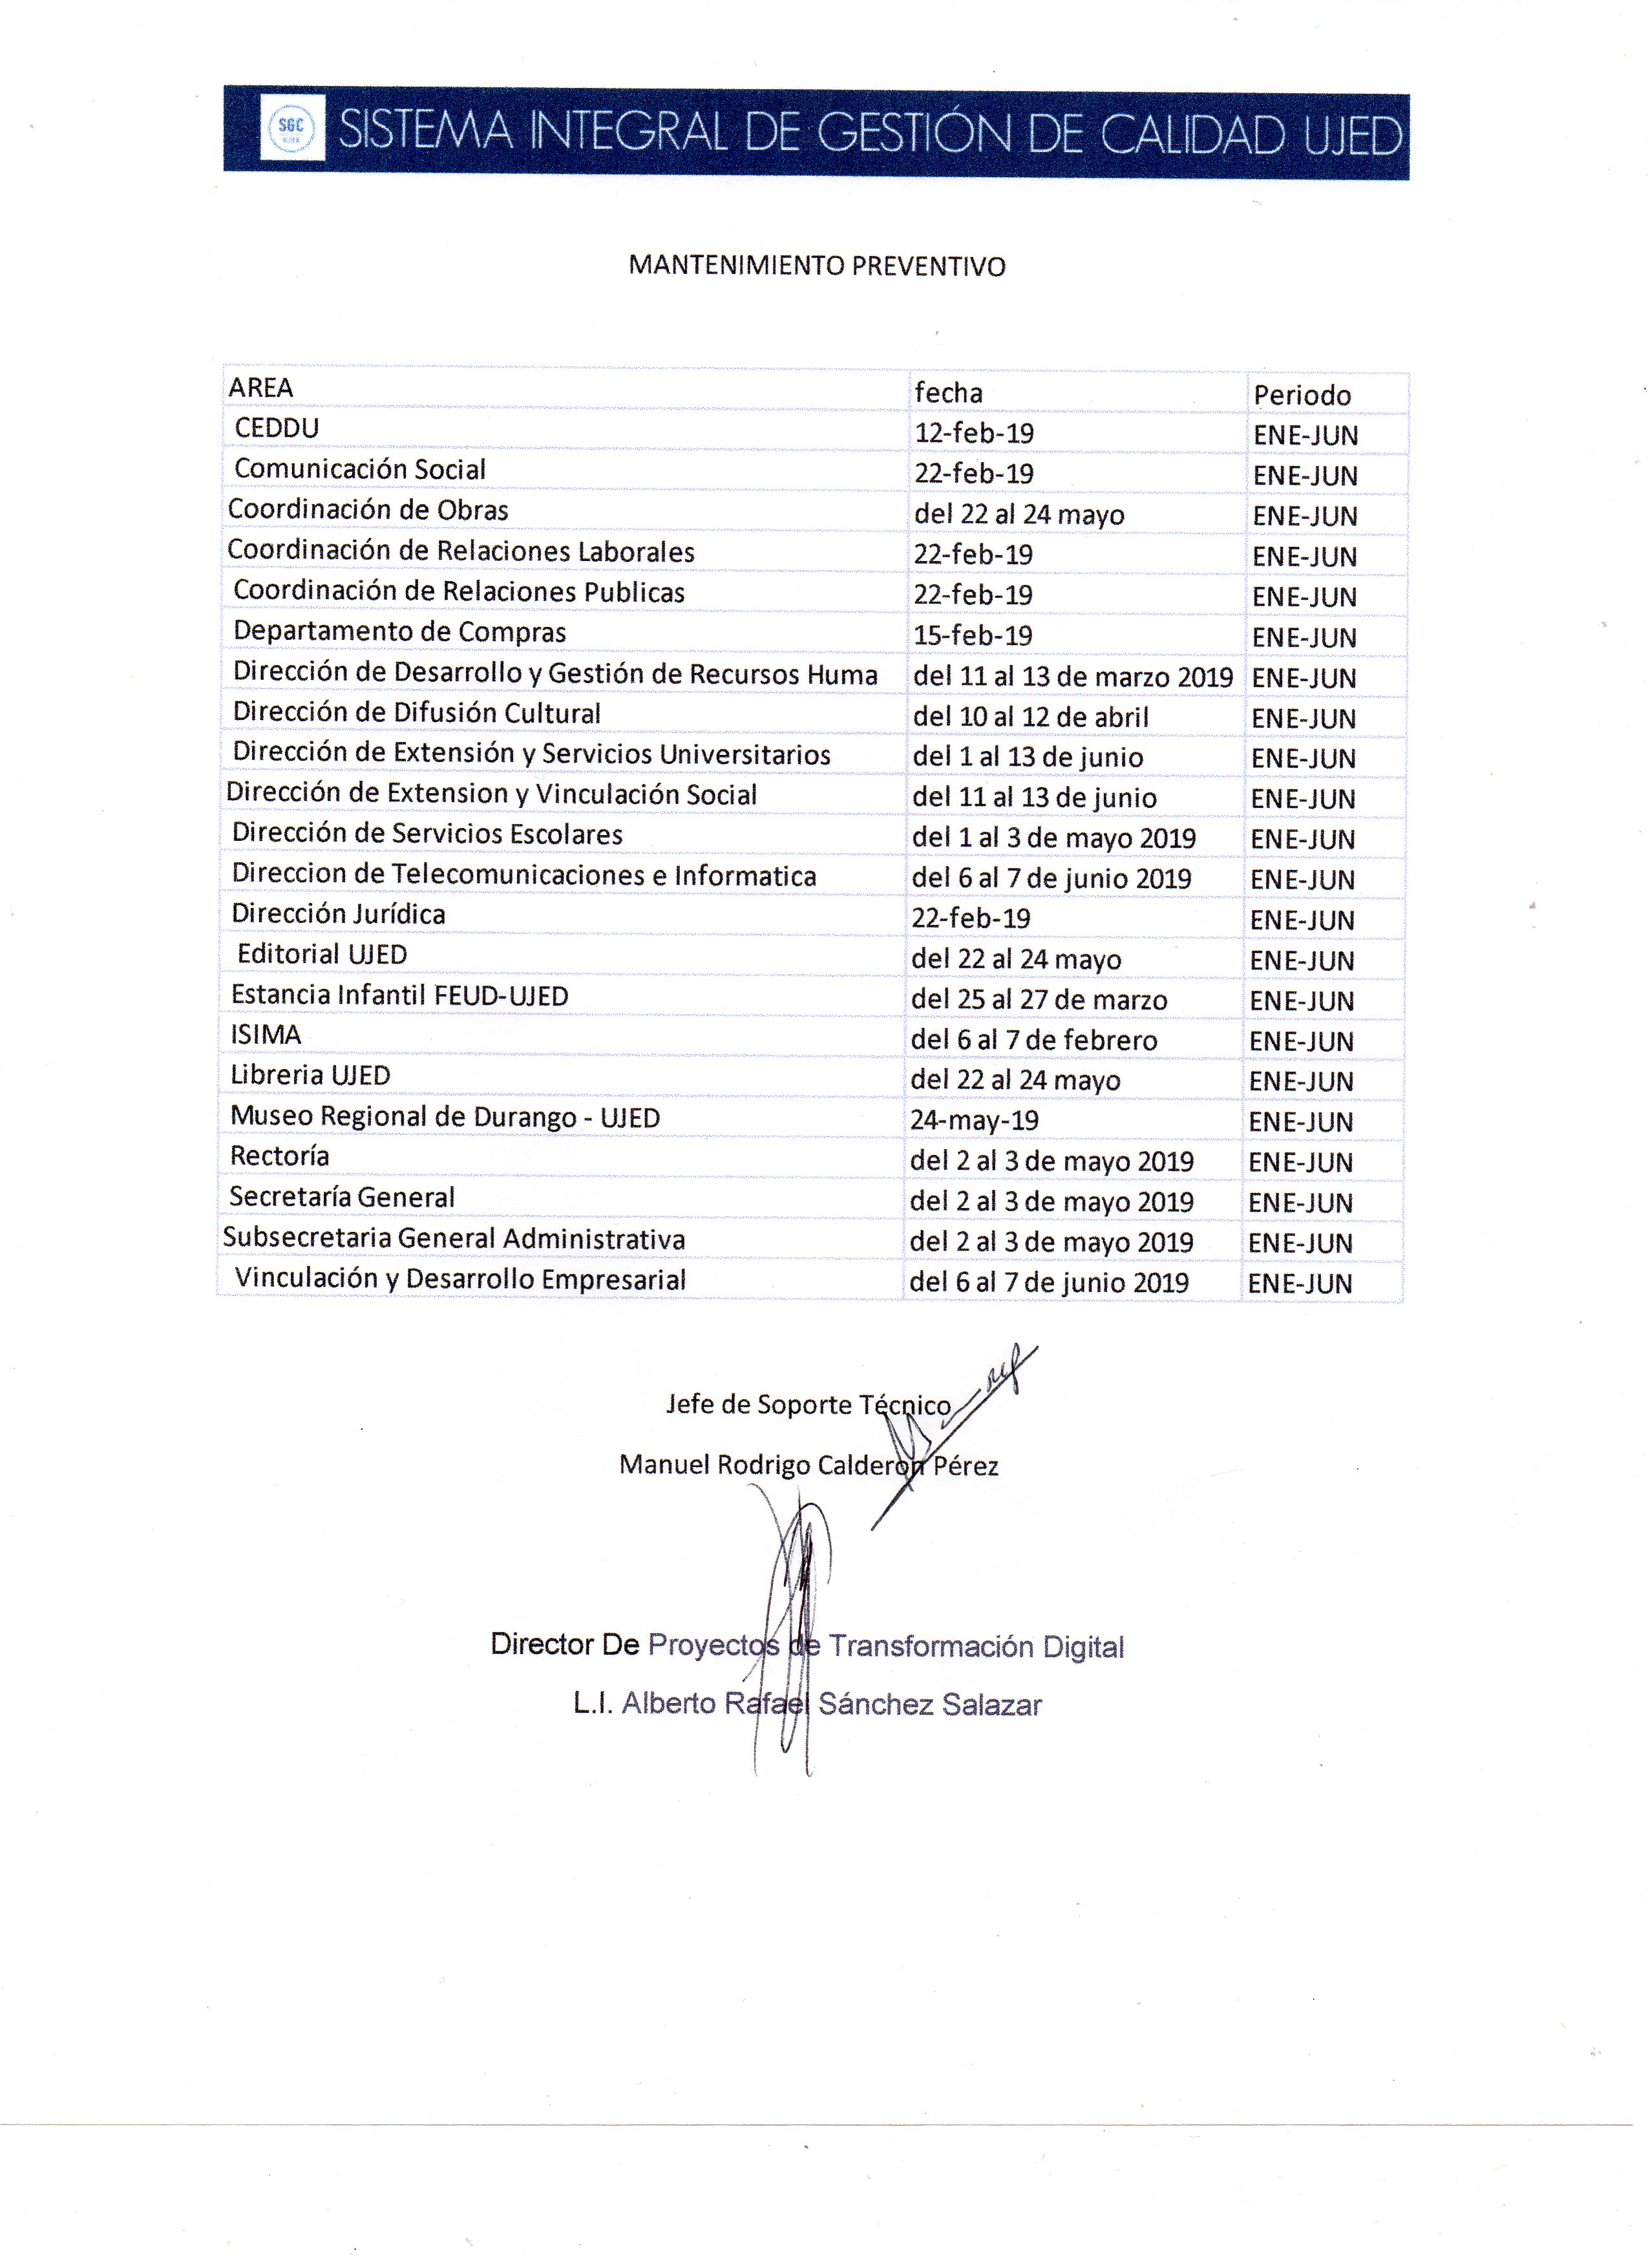 SGC
UJED
SISTEMA INTEGRAL DE GESTIÓN DE CALIDAD UJED
MANTENIMIENTO PREVENTIVO
AREA fecha Periodo
CEDDU 12-feb-19 ENE-JUN
Comunicación Social 22-feb-19 ENE-JUN
Coordinación de Obras del 22 al 24 mayo ENE-JUN
Coordinación de Relaciones Laborales 22-feb-19 ENE-JUN
Coordinación de Relaciones Publicas 22-feb-19 ENE-JUN
Departamento de Compras 15-feb-19 ENE-JUN
Dirección de Desarrollo y Gestión de Recursos Huma del 11 al 13 de marzo 2019 ENE-JUN
Dirección de Difusión Cultural del 10 al 12 de abril ENE-JUN
Dirección de Extensión y Servicios Universitarios del 1 al 13 de junio ENE-JUN
Dirección de Extension y Vinculación Social del 11 al 13 de junio ENE-JUN
Dirección de Servicios Escolares del 1 al 3 de mayo 2019 ENE-JUN
Direccion de Telecomunicaciones e Informatica del 6 al 7 de junio 2019 ENE-JUN
Dirección Jurídica 22-feb-19 ENE-JUN
Editorial UJED del 22 al 24 mayo ENE-JUN
Estancia Infantil FEUD-UJED del 25 al 27 de marzo ENE-JUN
ISIMA del 6 al 7 de febrero ENE-JUN
Libreria UJED del 22 al 24 mayo ENE-JUN
Museo Regional de Durango - UJED 24-may-19 ENE-JUN
Rectoría del 2 al 3 de mayo 2019 ENE-JUN
Secretaría General del 2 al 3 de mayo 2019 ENE-JUN
Subsecretaria General Administrativa del 2 al 3 de mayo 2019 ENE-JUN
Vinculación y Desarrollo Empresarial del 6 al 7 de junio 2019 ENE-JUN
Jefe de Soporte Técnico
Manuel Rodrigo Calderon Pérez
Director De Proyectos de Transformación Digital
L.I. Alberto Rafael Sánchez Salazar